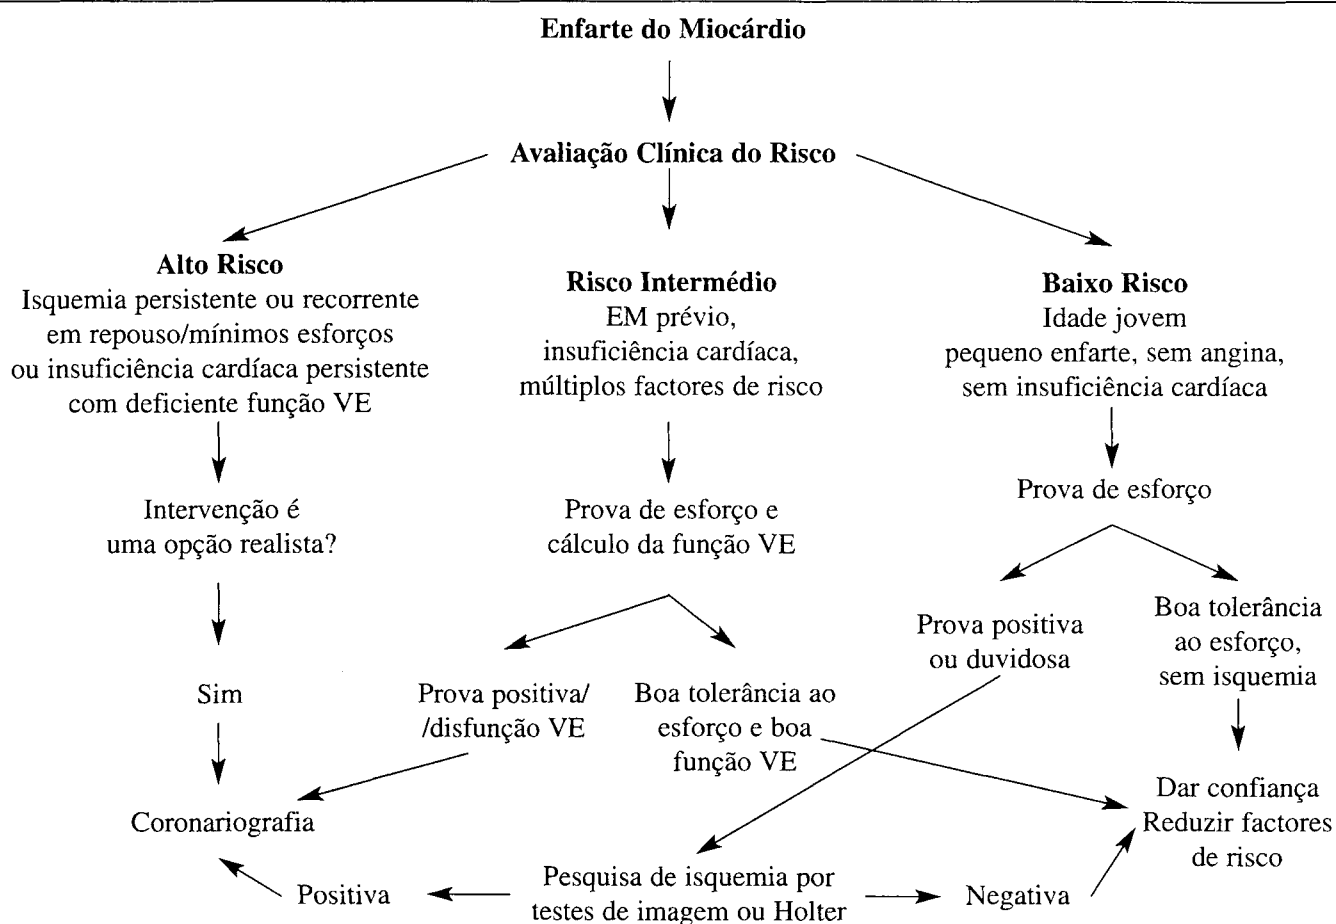 Enfarte do Miocárdio
Avaliação Clínica do Risco
Alto Risco
Isquemia persistente ou recorrente
em repouso/mínimos esforços
ou insuficiência cardíaca persistente
com deficiente função VE
Risco Intermédio
EM prévio,
insuficiência cardíaca,
múltiplos factores de risco
Baixo Risco
Idade jovem
pequeno enfarte, sem angina,
sem insuficiência cardíaca
Intervenção é
uma opção realista?
Prova de esforço e
cálculo da função VE
Prova de esforço
Sim
Prova positiva/
/disfunção VE
Boa tolerância ao
esforço e boa
função VE
Prova positiva
ou duvidosa
Boa tolerância
ao esforço,
sem isquemia
Coronariografia
Dar confiança
Reduzir factores
de risco
Positiva
Pesquisa de isquemia por
testes de imagem ou Holter
Negativa